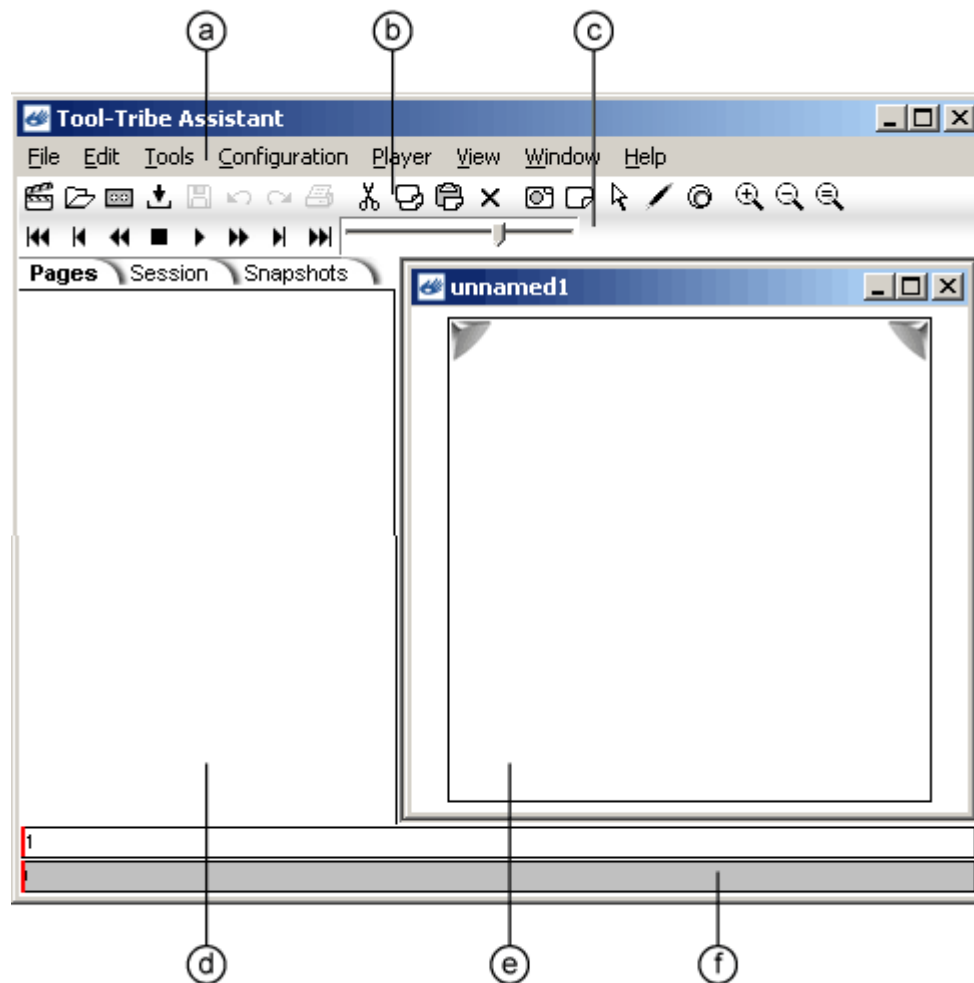 a b c
Tool-Tribe Assistant
File Edit Tools Configuration Player View Window Help
Pages Session Snapshots
unnamed1
1
d e f